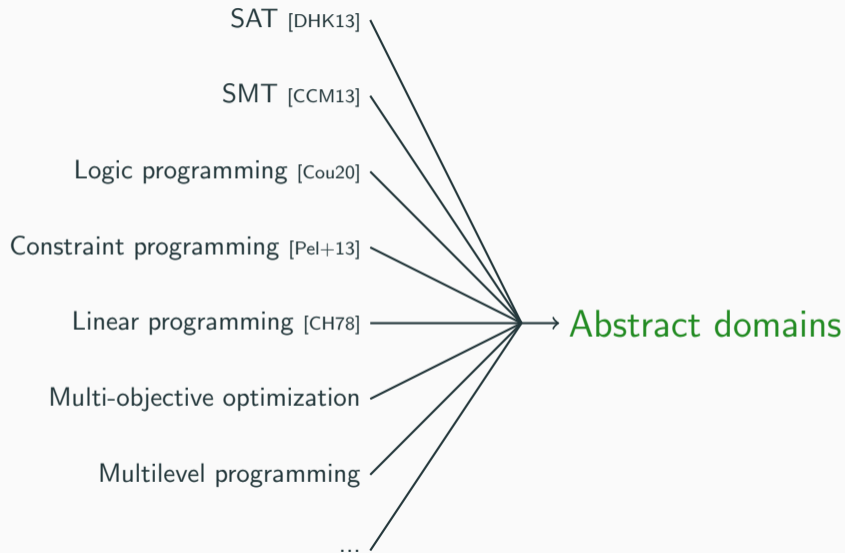 SAT [DHK13]
SMT [CCM13]
Logic programming [Cou20]
Constraint programming [Pel+13]
Linear programming [CH78]
Abstract domains
Multi-objective optimization
Multilevel programming
...